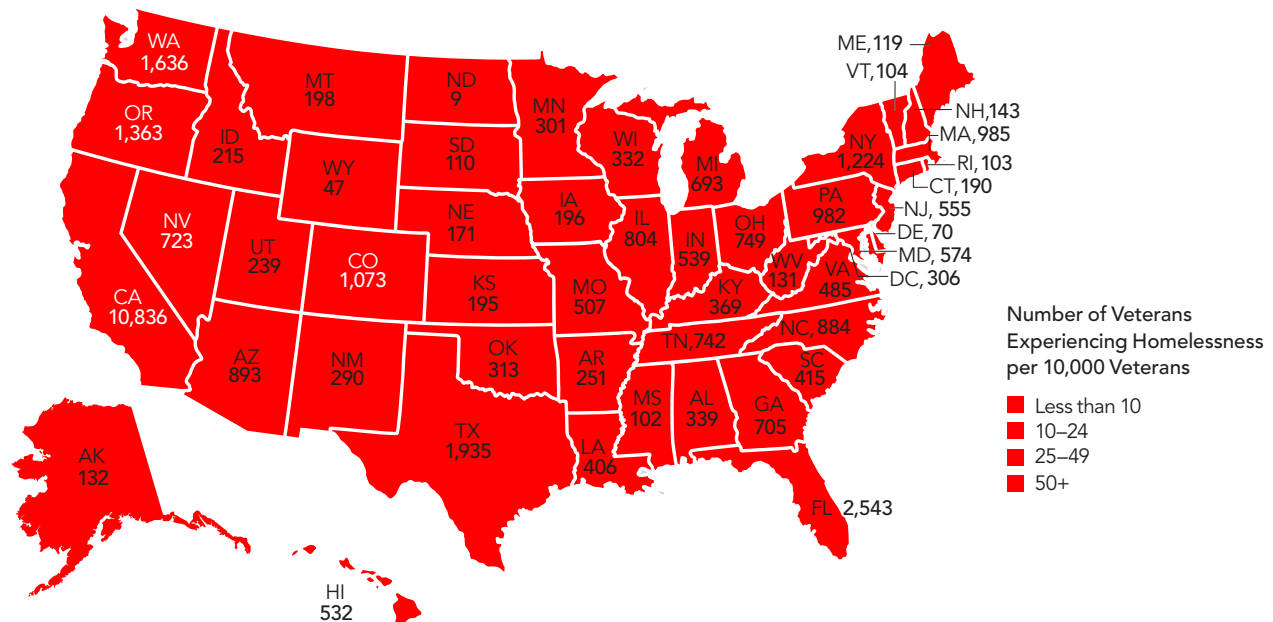 WA
1,636
OR
1,363
CA
10,836
NV
723
ID
215
MT
198
WY
47
UT
239
CO
1,073
AZ
893
NM
290
ND
9
SD
110
NE
171
KS
195
OK
313
TX
1,935
MN
301
IA
196
MO
507
AR
251
LA
406
WI
332
IL
804
MI
693
IN
539
OH
749
KY
369
TN,742
MS
102
AL
339
GA
705
FL 2,543
SC
415
NC, 884
VA
485
WV
131
PA
982
NY
1,224
ME,119
VT,104
NH,143
MA,985
RI,103
CT,190
NJ, 555
DE, 70
MD, 574
DC, 306
AK
132
HI
532
Number of Veterans
Experiencing Homelessness
per 10,000 Veterans
Less than 10
10–24
25–49
50+